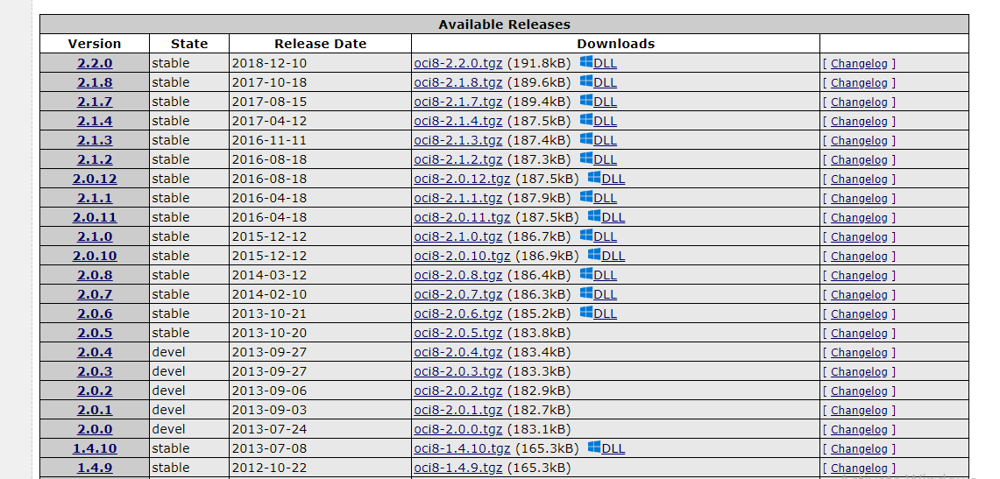 Available Releases
Version State Release Date Downloads
2.2.0 stable 2018-12-10 oci8-2.2.0.tgz (191.8kB) DLL [ Changelog ]
2.1.8 stable 2017-10-18 oci8-2.1.8.tgz (189.6kB) DLL [ Changelog ]
2.1.7 stable 2017-08-15 oci8-2.1.7.tgz (189.4kB) DLL [ Changelog ]
2.1.4 stable 2017-04-12 oci8-2.1.4.tgz (187.5kB) DLL [ Changelog ]
2.1.3 stable 2016-11-11 oci8-2.1.3.tgz (187.4kB) DLL [ Changelog ]
2.1.2 stable 2016-08-18 oci8-2.1.2.tgz (187.3kB) DLL [ Changelog ]
2.0.12 stable 2016-08-18 oci8-2.0.12.tgz (187.5kB) DLL [ Changelog ]
2.1.1 stable 2016-04-18 oci8-2.1.1.tgz (187.9kB) DLL [ Changelog ]
2.0.11 stable 2016-04-18 oci8-2.0.11.tgz (187.5kB) DLL [ Changelog ]
2.1.0 stable 2015-12-12 oci8-2.1.0.tgz (186.7kB) DLL [ Changelog ]
2.0.10 stable 2015-12-12 oci8-2.0.10.tgz (186.9kB) DLL [ Changelog ]
2.0.8 stable 2014-03-12 oci8-2.0.8.tgz (186.4kB) DLL [ Changelog ]
2.0.7 stable 2014-02-10 oci8-2.0.7.tgz (186.3kB) DLL [ Changelog ]
2.0.6 stable 2013-10-21 oci8-2.0.6.tgz (185.2kB) DLL [ Changelog ]
2.0.5 stable 2013-10-20 oci8-2.0.5.tgz (183.8kB) [ Changelog ]
2.0.4 devel 2013-09-27 oci8-2.0.4.tgz (183.4kB) [ Changelog ]
2.0.3 devel 2013-09-27 oci8-2.0.3.tgz (183.3kB) [ Changelog ]
2.0.2 devel 2013-09-06 oci8-2.0.2.tgz (182.9kB) [ Changelog ]
2.0.1 devel 2013-09-03 oci8-2.0.1.tgz (182.7kB) [ Changelog ]
2.0.0 devel 2013-07-24 oci8-2.0.0.tgz (183.1kB) [ Changelog ]
1.4.10 stable 2013-07-08 oci8-1.4.10.tgz (165.3kB) DLL [ Changelog ]
1.4.9 stable 2012-10-22 oci8-1.4.9.tgz (165.3kB) [ Changelog ]